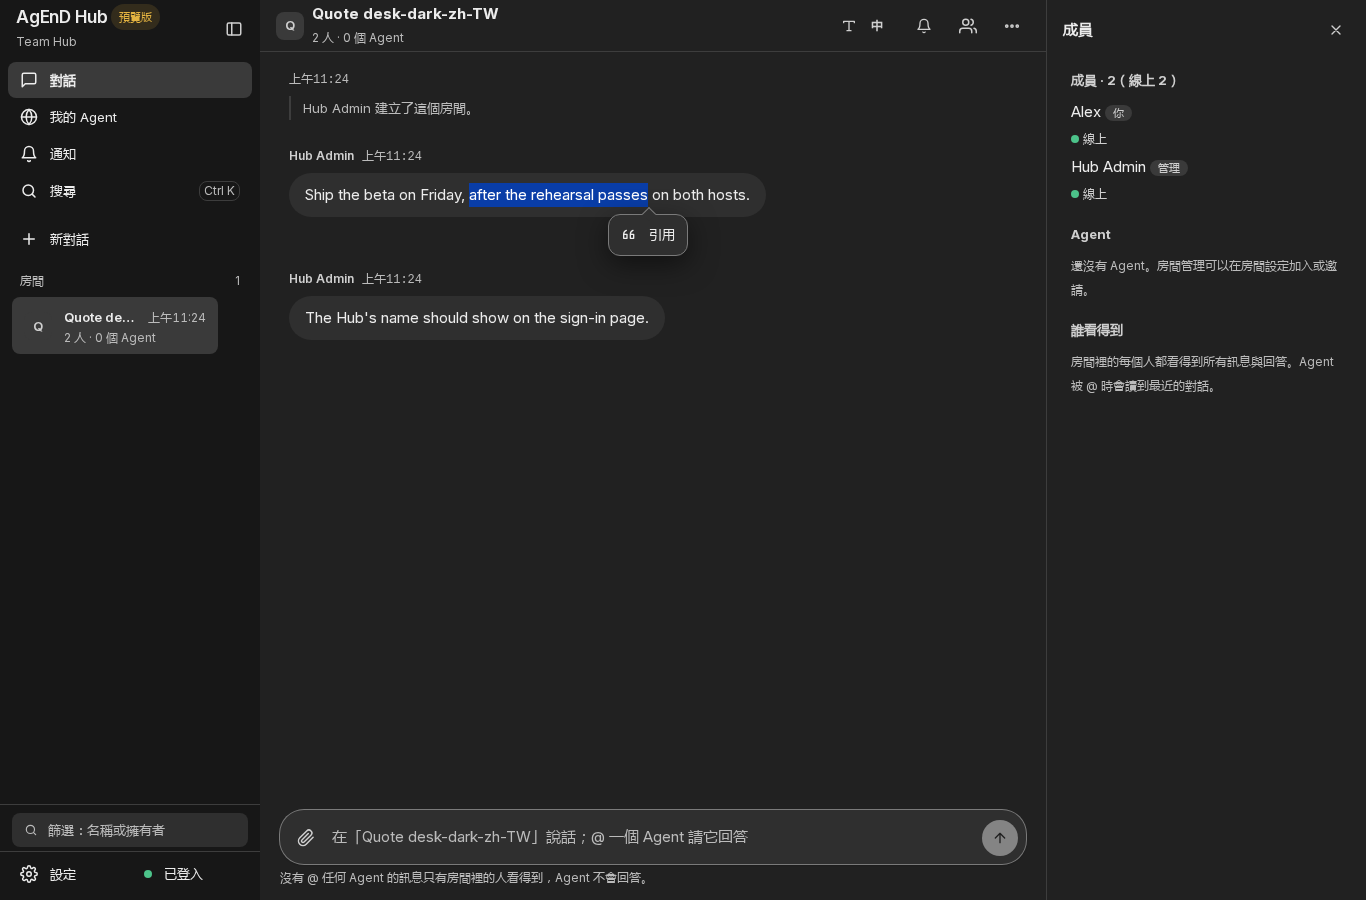 AgEnD Hub 預覽版
Team Hub
對話
我的 Agent
通知
搜尋 Ctrl K
新對話
房間 1
Q Quote de... 上午11:24
2 人 · 0 個 Agent
篩選：名稱或擁有者
設定 已登入
Q Quote desk-dark-zh-TW
2 人 · 0 個 Agent
中
上午11:24
Hub Admin 建立了這個房間。
Hub Admin 上午11:24
Ship the beta on Friday, after the rehearsal passes on both hosts.
引用
Hub Admin 上午11:24
The Hub's name should show on the sign-in page.
在「Quote desk-dark-zh-TW」說話；@ 一個 Agent 請它回答
沒有 @ 任何 Agent 的訊息只有房間裡的人看得到，Agent 不會回答。
成員
成員 · 2（線上 2）
Alex 你
線上
Hub Admin 管理
線上
Agent
還沒有 Agent。房間管理可以在房間設定加入或邀
請。
誰看得到
房間裡的每個人都看得到所有訊息與回答。Agent
被 @ 時會讀到最近的對話。